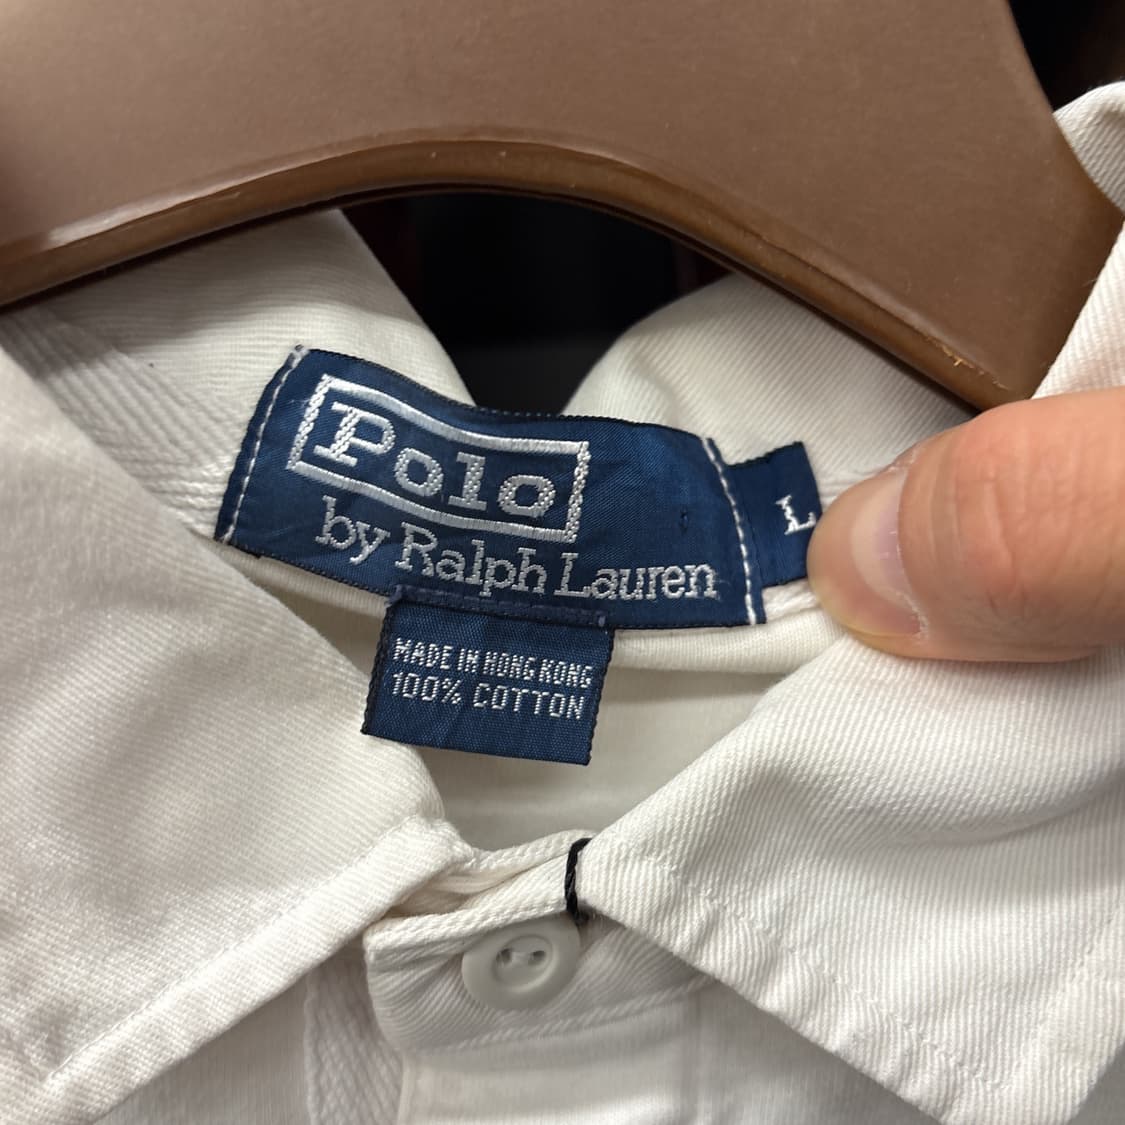 Polo
by Ralph Lauren
L
MADE IN HONG KONG
100% COTTON